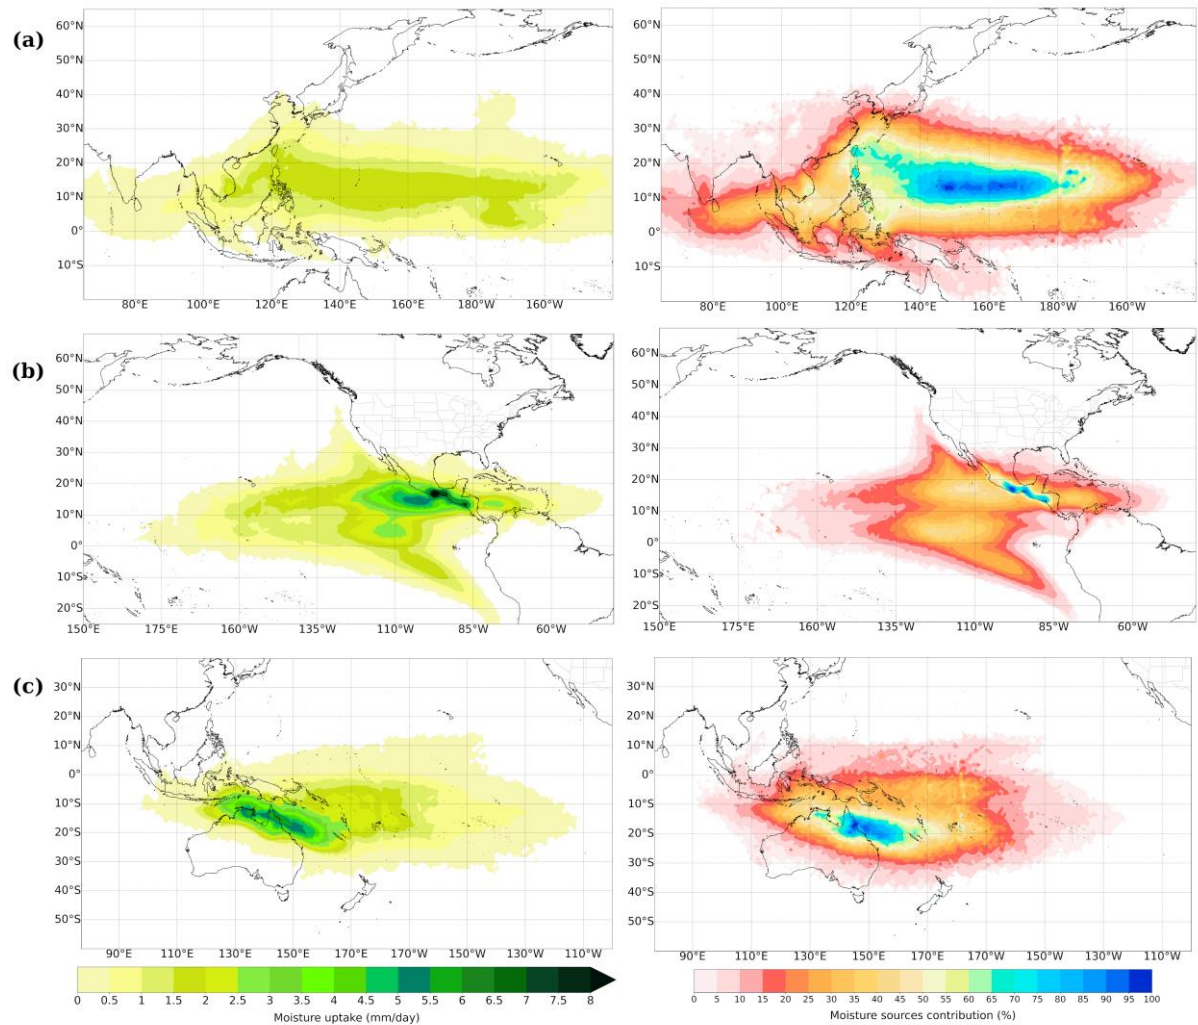 (a)
60°N
50°N
40°N
30°N
20°N
10°N
0°
10°S
80°E 100°E 120°E 140°E 160°E 180° 160°W
60°N
50°N
40°N
30°N
20°N
10°N
0°
10°S
80°E 100°E 120°E 140°E 160°E 180° 160°W
(b)
60°N
50°N
40°N
30°N
20°N
10°N
0°
10°S
20°S
150°E 175°E 160°W 135°W 110°W 85°W 60°W
60°N
50°N
40°N
30°N
20°N
10°N
0°
10°S
20°S
150°E 175°E 160°W 135°W 110°W 85°W 60°W
(c)
30°N
20°N
10°N
0°
10°S
20°S
30°S
40°S
50°S
90°E 110°E 130°E 150°E 170°E 170°W 150°W 130°W 110°W
30°N
20°N
10°N
0°
10°S
20°S
30°S
40°S
50°S
90°E 110°E 130°E 150°E 170°E 170°W 150°W 130°W 110°W
0 0.5 1 1.5 2 2.5 3 3.5 4 4.5 5 5.5 6 6.5 7 7.5 8
Moisture uptake (mm/day)
0 5 10 15 20 25 30 35 40 45 50 55 60 65 70 75 80 85 90 95 100
Moisture sources contribution (%)